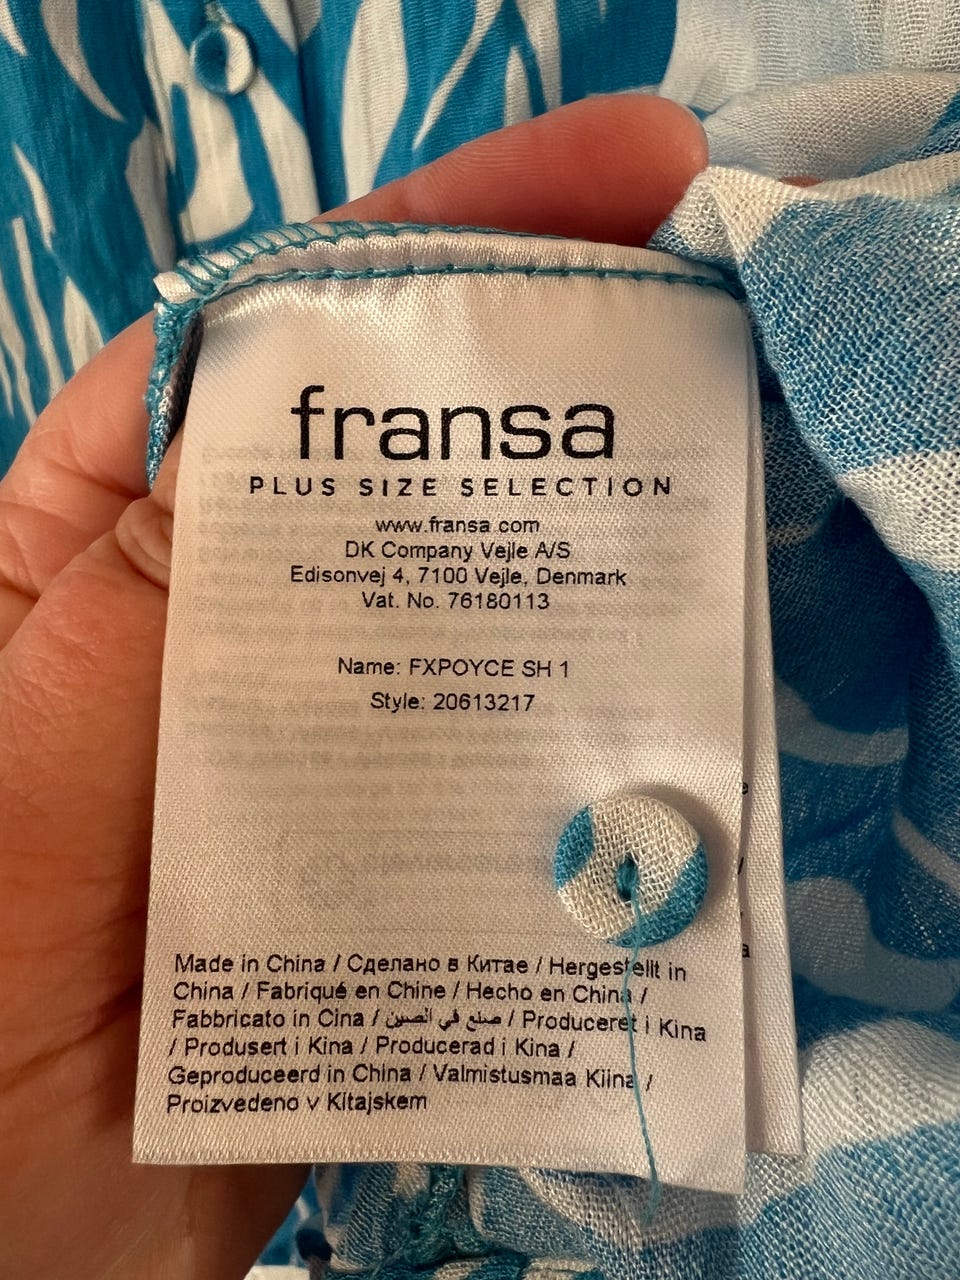 fransa
PLUS SIZE SELECTION
www.fransa.com
DK Company Vejle A/S
Edisonvej 4, 7100 Vejle, Denmark
Vat. No. 76180113
Name: FXPOYCE SH 1
Style: 20613217
Made in China / Сделано в Китае / Hergestellt in
China / Fabriqué en Chine / Hecho en China /
Fabbricato in Cina / صنع في الصين / Produceret i Kina
/ Produsert i Kina / Producerad i Kina /
Geproduceerd in China / Valmistusmaa Kiina /
Proizvedeno v Kitajskem